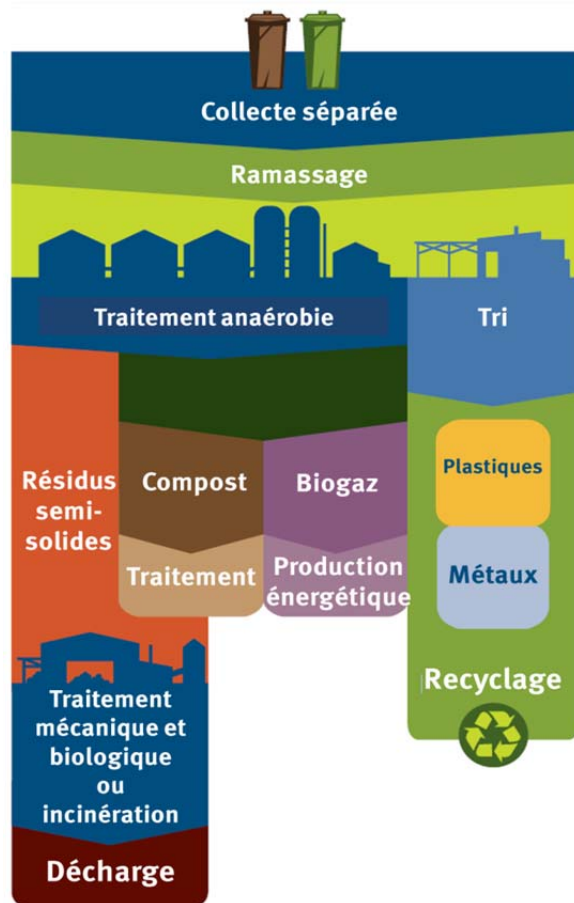 Collecte séparée
Ramassage
Traitement anaérobie
Tri
Résidus
semi-
solides
Compost
Biogaz
Plastiques
Traitement
Production
énergétique
Métaux
Recyclage
Traitement
mécanique et
biologique
ou
incinération
Décharge